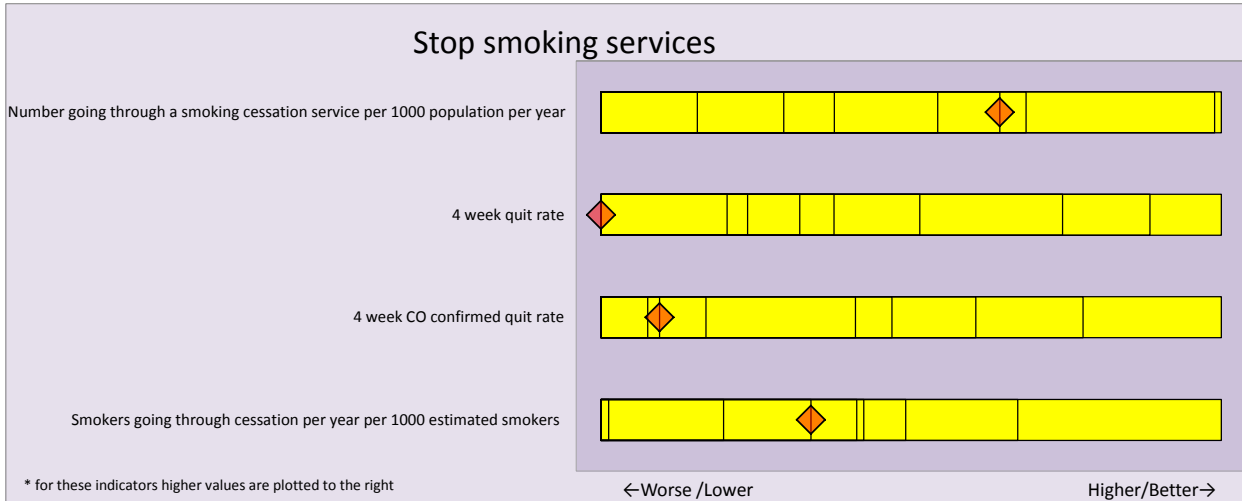 Stop smoking services
Number going through a smoking cessation service per 1000 population per year
4 week quit rate
4 week CO confirmed quit rate
Smokers going through cessation per year per 1000 estimated smokers
* for these indicators higher values are plotted to the right
←Worse /Lower
Higher/Better→